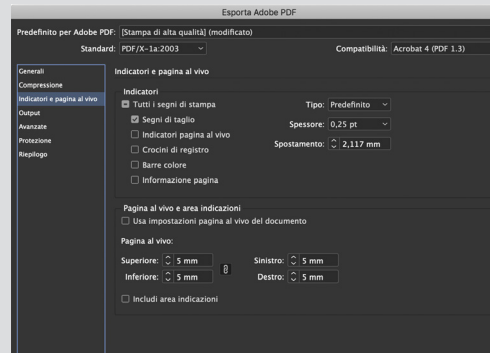 Esporta Adobe PDF
Predefinito per Adobe PDF: [Stampa di alta qualità] (modificato)
Standard: PDF/X-1a:2003 Compatibilità: Acrobat 4 (PDF 1.3)
Generali
Compressione
Indicatori e pagina al vivo
Output
Avanzate
Protezione
Riepilogo
Indicatori e pagina al vivo
Indicatori
Tutti i segni di stampa Tipo: Predefinito
Segni di taglio Spessore: 0,25 pt
Indicatori pagina al vivo Spostamento: 2,117 mm
Crocini di registro
Barre colore
Informazione pagina
Pagina al vivo e area indicazioni
Usa impostazioni pagina al vivo del documento
Pagina al vivo:
Superiore: 5 mm Sinistro: 5 mm
Inferiore: 5 mm Destro: 5 mm
Includi area indicazioni